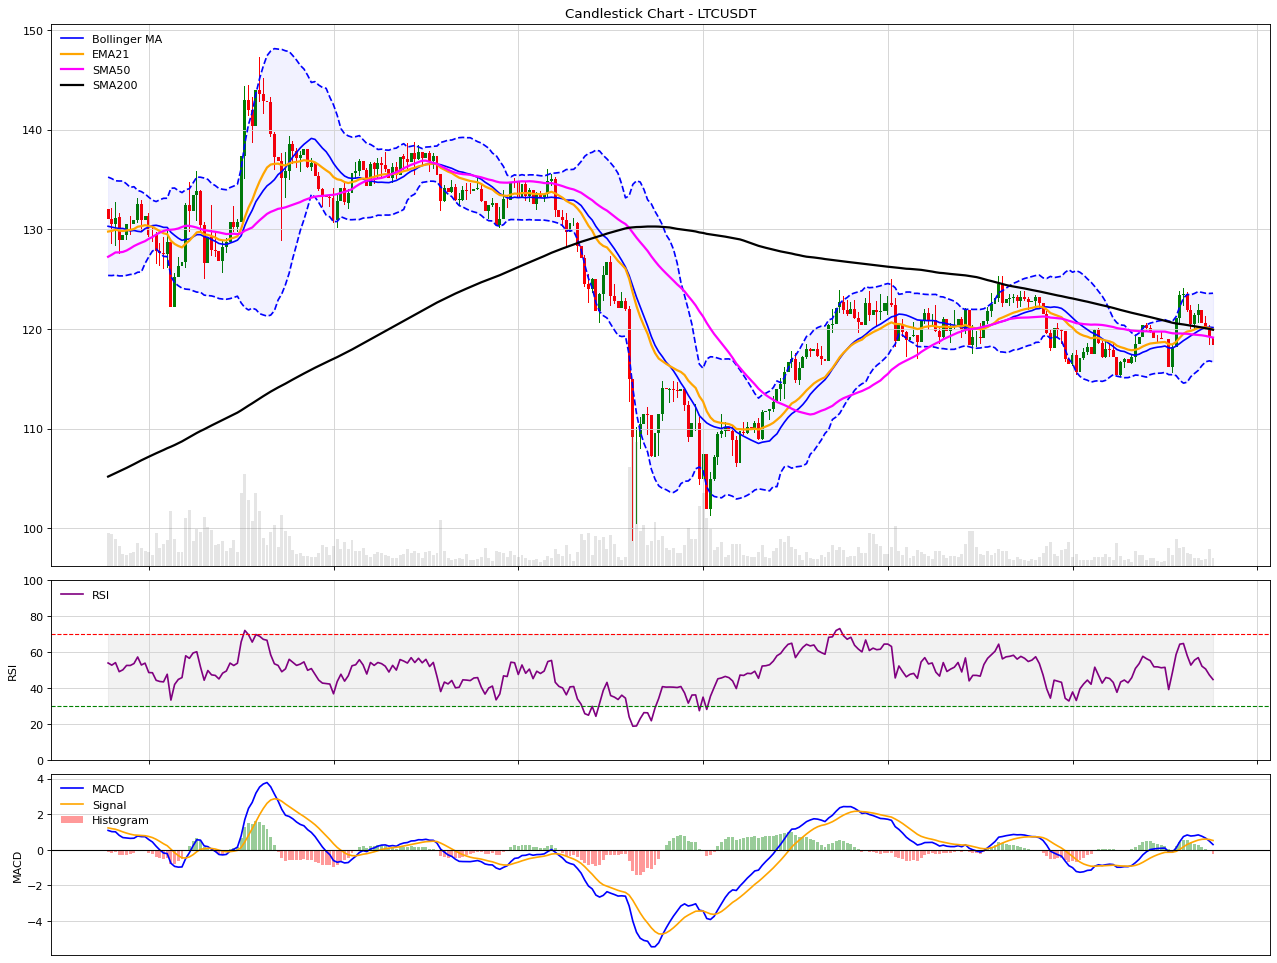 Candlestick Chart - LTCUSDT
150
140
130
120
110
100
Bollinger MA
EMA21
SMA50
SMA200
100
80
60
40
20
0
RSI
RSI
4
2
0
−2
−4
MACD
MACD
Signal
Histogram